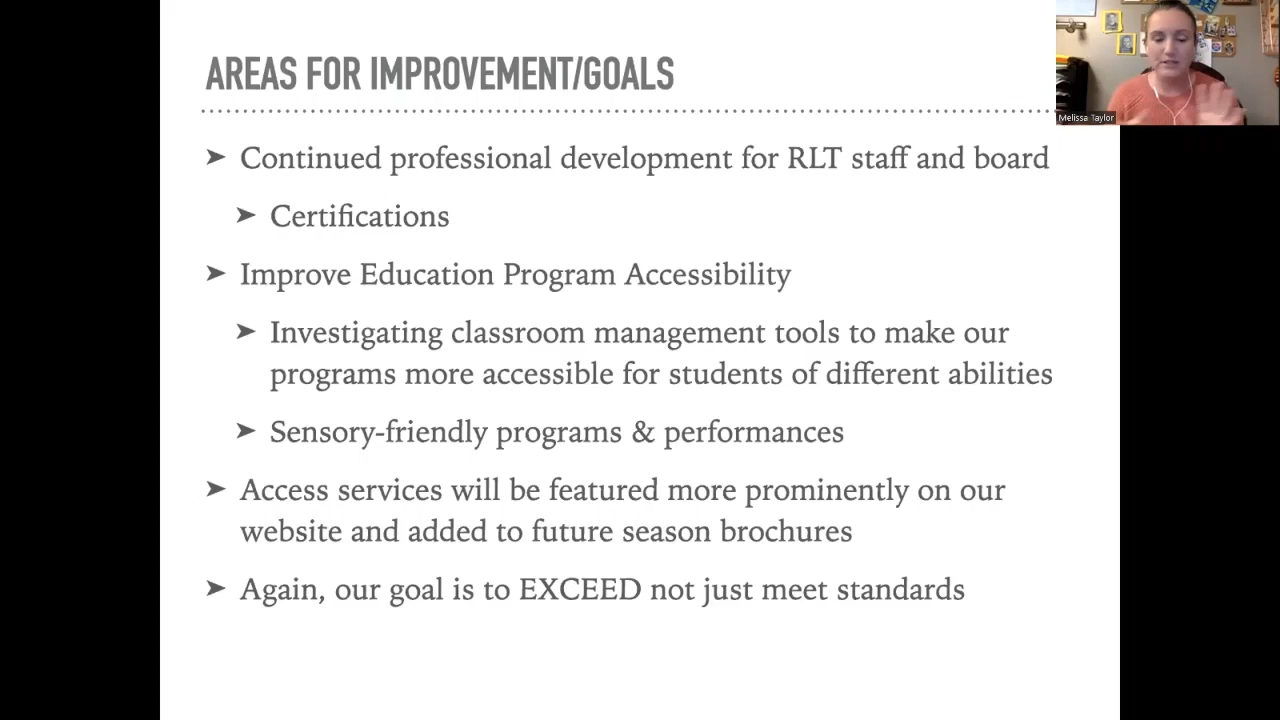 AREAS FOR IMPROVEMENT/GOALS
Melissa Taylor
➤ Continued professional development for RLT staff and board
➤ Certifications
➤ Improve Education Program Accessibility
➤ Investigating classroom management tools to make our
programs more accessible for students of different abilities
➤ Sensory-friendly programs & performances
➤ Access services will be featured more prominently on our
website and added to future season brochures
➤ Again, our goal is to EXCEED not just meet standards